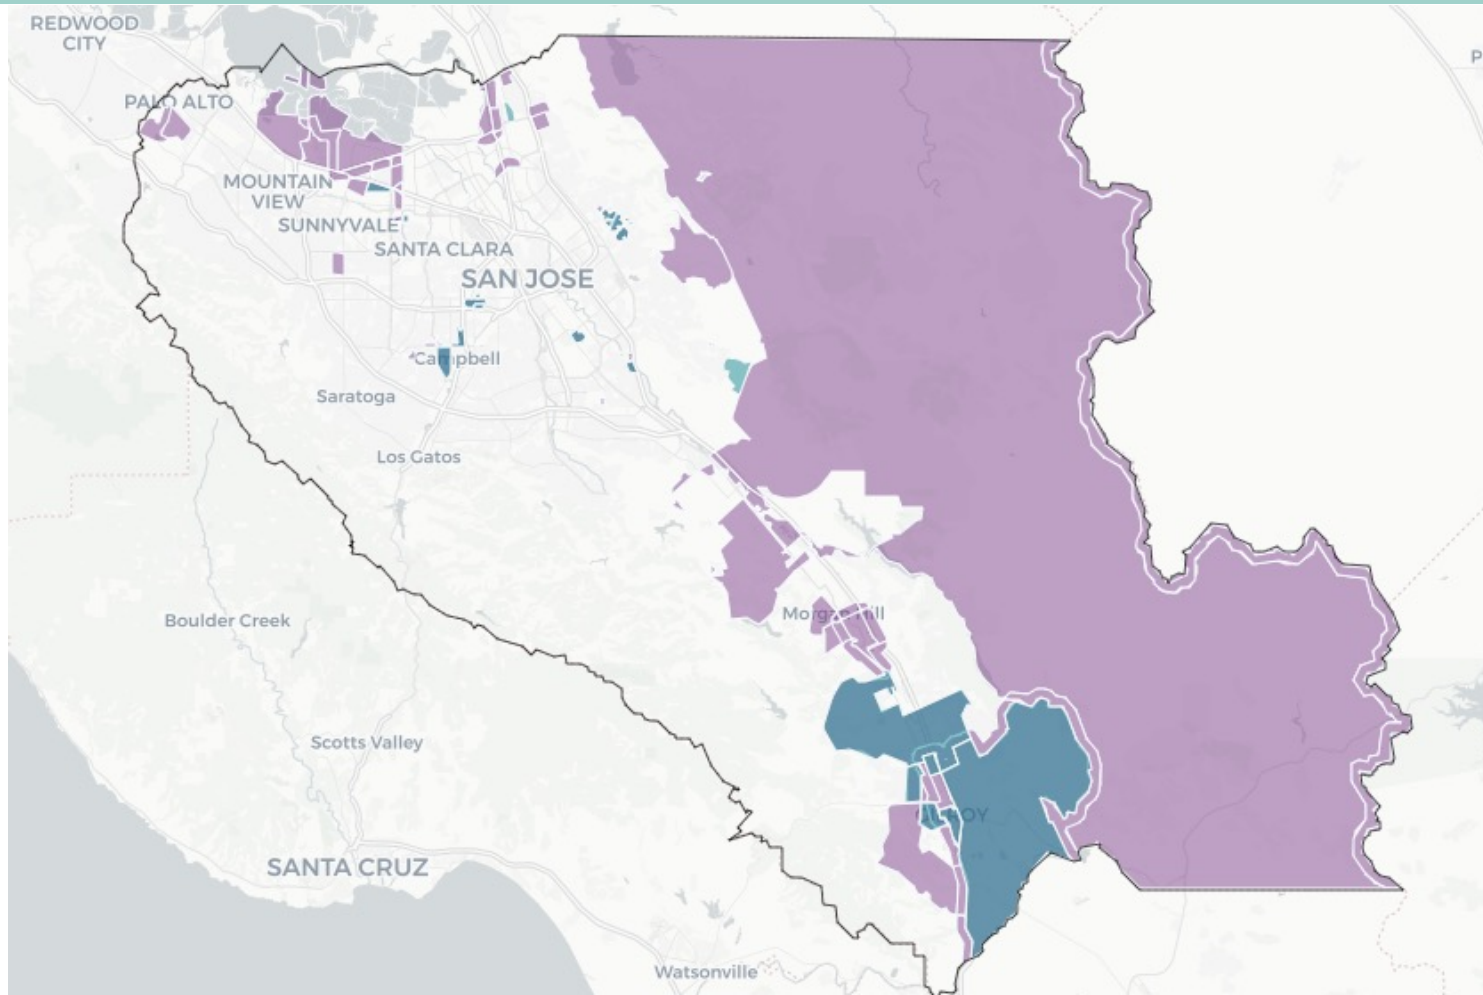 REDWOOD
CITY
P
PALO ALTO
MOUNTAIN
VIEW
SUNNYVALE
SANTA CLARA
SAN JOSE
Campbell
Saratoga
Los Gatos
Morgan Hill
Boulder Creek
Scotts Valley
GILROY
SANTA CRUZ
Watsonville